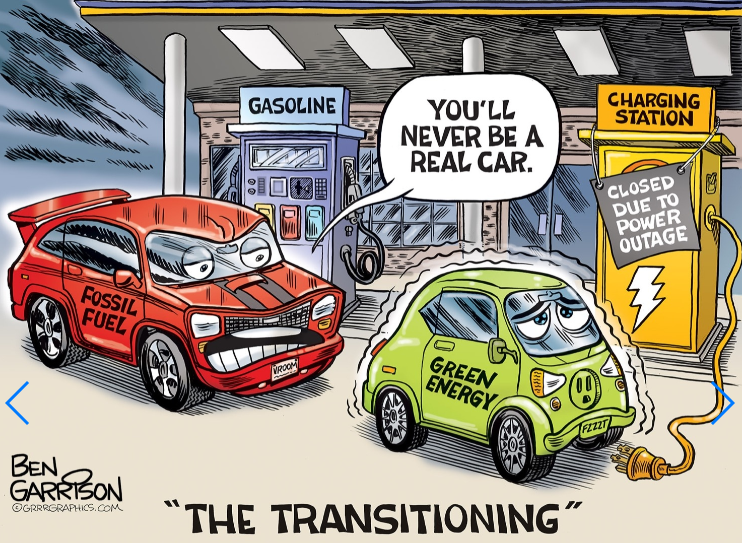 GASOLINE
YOU'LL
NEVER BE A
REAL CAR.
CHARGING
STATION
CLOSED
DUE TO
POWER
OUTAGE
FOSSIL
FUEL
VROOM
GREEN
ENERGY
FZZZT
BEN
GARRISON
©GRRRGRAPHICS.COM
"THE TRANSITIONING"